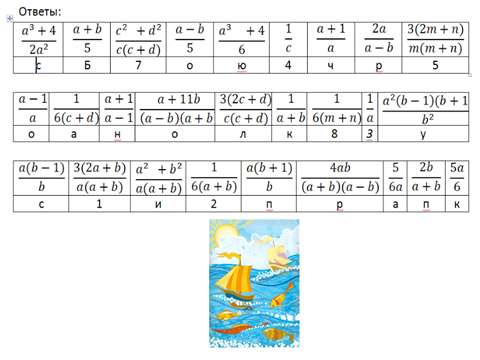 Ответы:
(a³ + 4)/(2a²) (a + b)/5 (c² + d²)/(c(c + d)) (a − b)/5 (a³ + 4)/6 1/c (a + 1)/a 2a/(a − b) 3(2m + n)/(m(m + n))
с Б 7 о ю 4 ч р 5
(a − 1)/a 1/(6(c + d)) (a + 1)/(a − 1) (a + 11b)/((a − b)(a + b) 3(2c + d)/(c(c + d)) 1/(a + b) 1/(6(m + n)) 1/a a²(b − 1)(b + 1/b²
о а н о л к 8 3 у
a(b − 1)/b 3(2a + b)/(a(a + b)) (a² + b²)/(a(a + b)) 1/(6(a + b)) a(b + 1)/b 4ab/((a + b)(a − b)) 5/(6a) 2b/(a + b) 5a/6
с 1 и 2 п р а п к